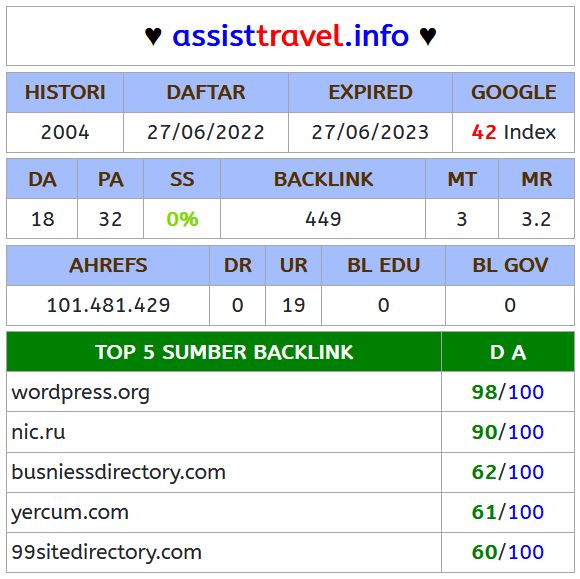 ♥ assisttravel.info ♥
HISTORI DAFTAR EXPIRED GOOGLE
2004 27/06/2022 27/06/2023 42 Index
DA PA SS BACKLINK MT MR
18 32 0% 449 3 3.2
AHREFS DR UR BL EDU BL GOV
101.481.429 0 19 0 0
TOP 5 SUMBER BACKLINK D A
wordpress.org 98/100
nic.ru 90/100
busniessdirectory.com 62/100
yercum.com 61/100
99sitedirectory.com 60/100